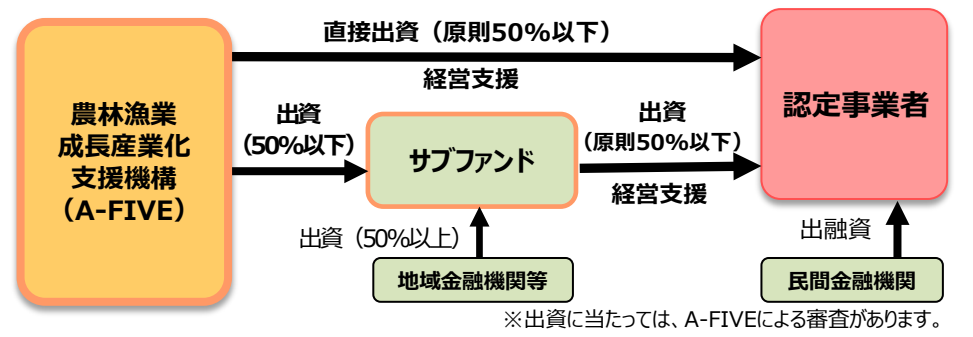 直接出資（原則50%以下）
経営支援
農林漁業
成長産業化
支援機構
（A-FIVE）
出資
（50%以下）
サブファンド
出資
（原則50%以下）
経営支援
認定事業者
出資（50%以上）
地域金融機関等
出融資
民間金融機関
※出資に当たっては、A-FIVEによる審査があります。